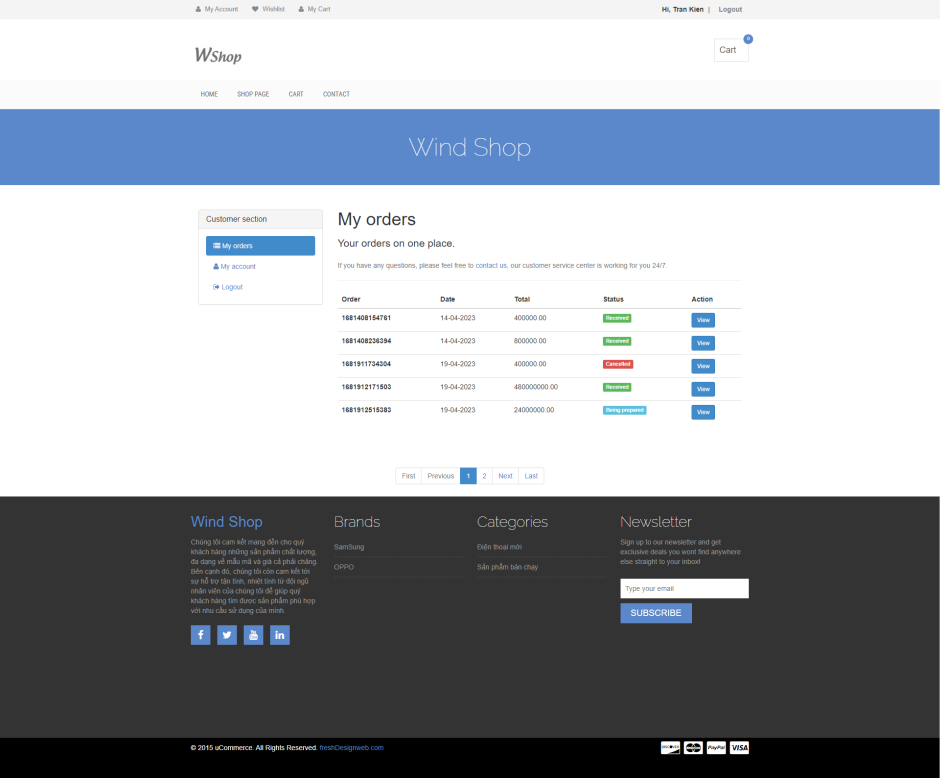 My Account Wishlist My Cart Hi, Tran Kien | Logout
WShop
Cart 0
HOME SHOP PAGE CART CONTACT
Wind Shop
Customer section
My orders
My account
Logout
My orders
Your orders on one place.
If you have any questions, please feel free to contact us, our customer service center is working for you 24/7.
Order Date Total Status Action
1681408154761 14-04-2023 400000.00 Received View
1681408236394 14-04-2023 800000.00 Received View
1681911734304 19-04-2023 400000.00 Cancelled View
1681912171503 19-04-2023 480000000.00 Received View
1681912515383 19-04-2023 24000000.00 Being prepared View
First Previous 1 2 Next Last
Wind Shop
Chúng tôi cam kết mang đến cho quý
khách hàng những sản phẩm chất lượng,
đa dạng về mẫu mã và giá cả phải chăng.
Bên cạnh đó, chúng tôi còn cam kết tới
sự hỗ trợ tận tình, nhiệt tình từ đội ngũ
nhân viên của chúng tôi để giúp quý
khách hàng tìm được sản phẩm phù hợp
với nhu cầu sử dụng của mình.
Brands
SamSung
OPPO
Categories
Điện thoại mới
Sản phẩm bán chạy
Newsletter
Sign up to our newsletter and get
exclusive deals you wont find anywhere
else straight to your inbox!
Type your email
SUBSCRIBE
© 2015 uCommerce. All Rights Reserved. freshDesignweb.com
DISCOVER PayPal VISA